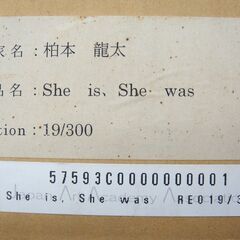 家名：柏本　龍太
品名：She is、She was
tion：19/300
57593C0000000001
She is, She was RE019/3